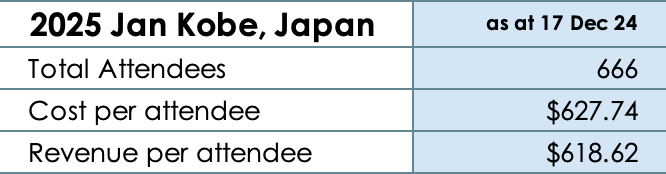 2025 Jan Kobe, Japan as at 17 Dec 24
Total Attendees 666
Cost per attendee $627.74
Revenue per attendee $618.62